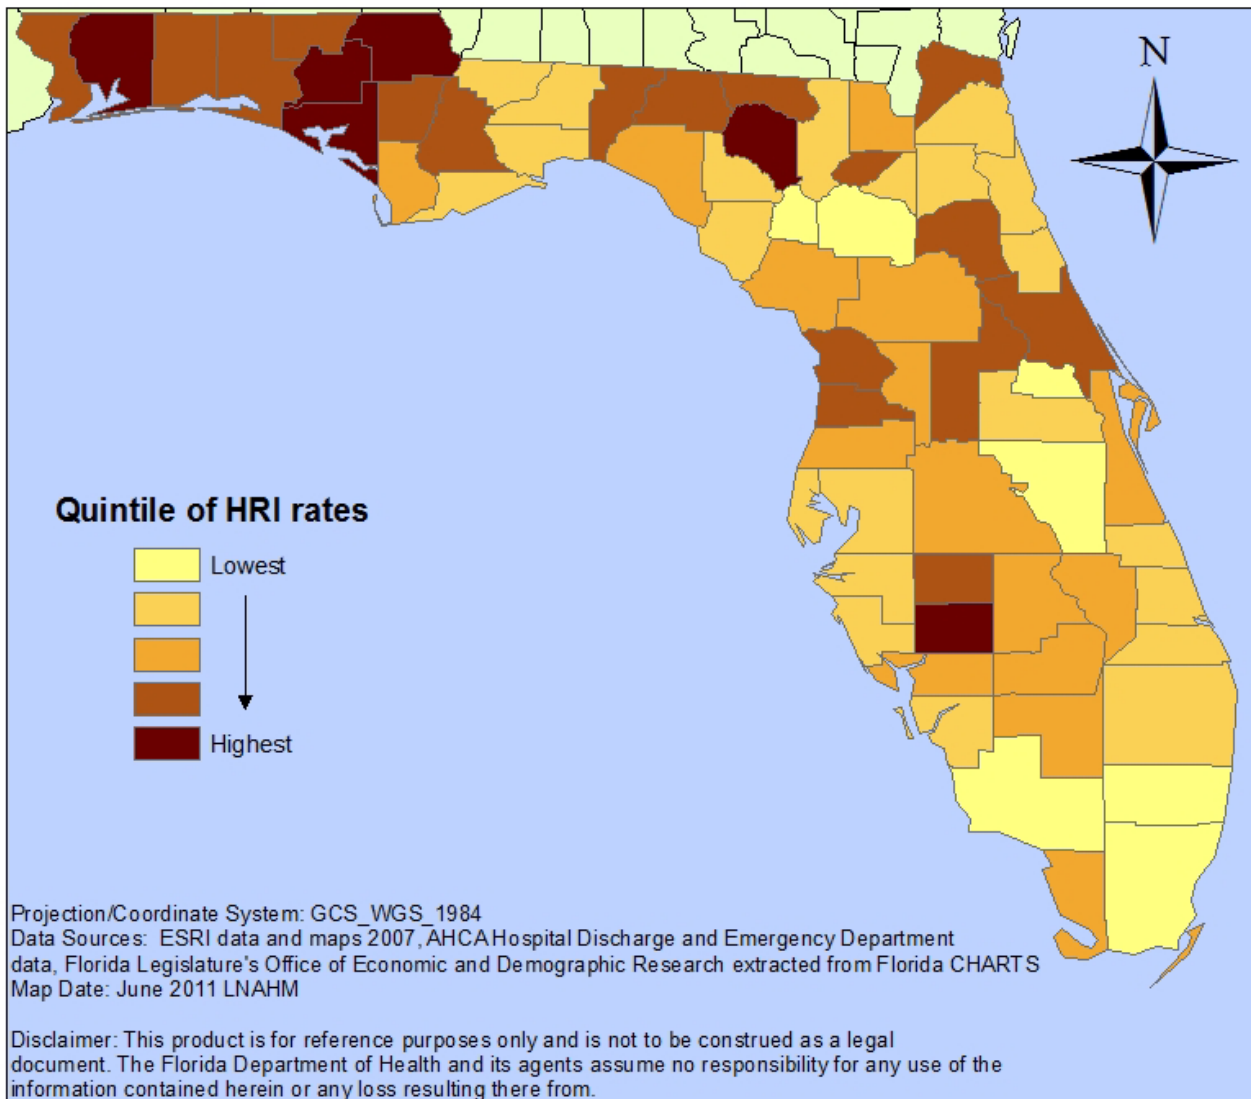 N
Quintile of HRI rates
Lowest
Highest
Projection/Coordinate System: GCS_WGS_1984
Data Sources:  ESRI data and maps 2007, AHCA Hospital Discharge and Emergency Department
data, Florida Legislature's Office of Economic and Demographic Research extracted from Florida CHARTS
Map Date: June 2011 LNAHM
Disclaimer: This product is for reference purposes only and is not to be construed as a legal
document. The Florida Department of Health and its agents assume no responsibility for any use of the
information contained herein or any loss resulting there from.